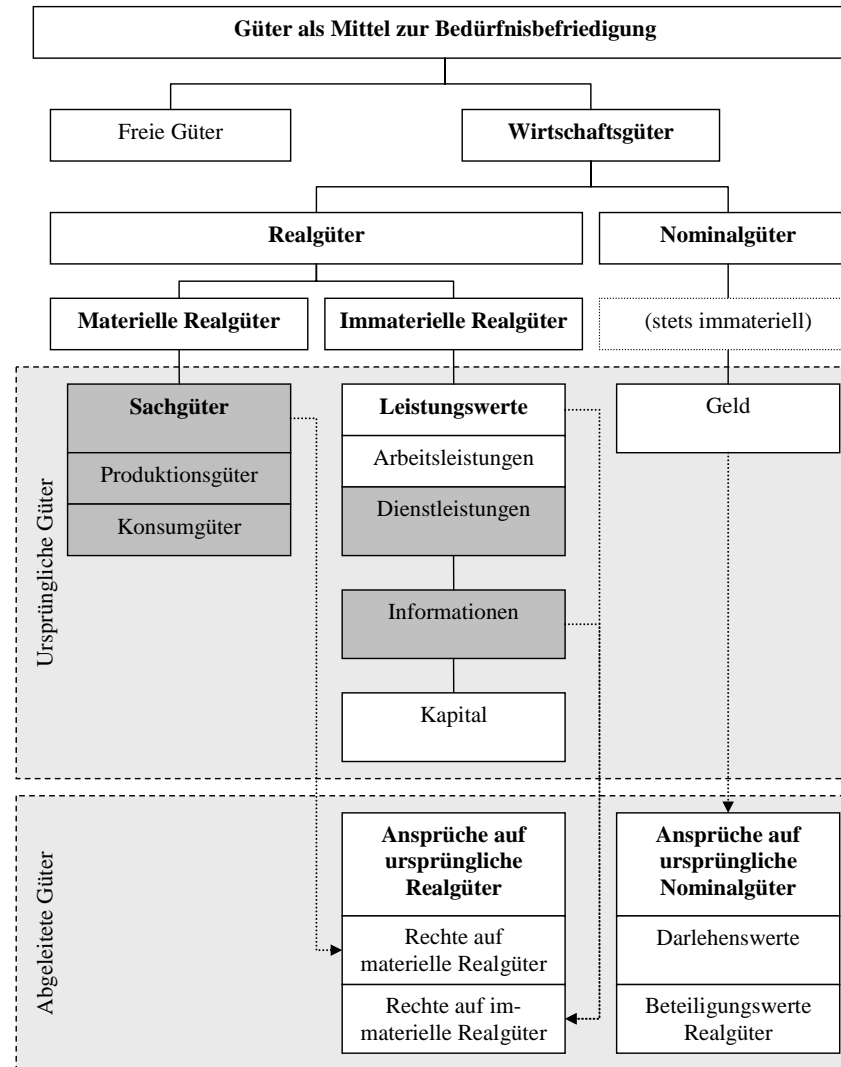 Güter als Mittel zur Bedürfnisbefriedigung
Freie Güter
Wirtschaftsgüter
Realgüter
Nominalgüter
Materielle Realgüter
Immaterielle Realgüter
(stets immateriell)
Ursprüngliche Güter
Sachgüter
Produktionsgüter
Konsumgüter
Leistungswerte
Arbeitsleistungen
Dienstleistungen
Informationen
Kapital
Geld
Abgeleitete Güter
Ansprüche auf
ursprüngliche
Realgüter
Rechte auf
materielle Realgüter
Rechte auf im-
materielle Realgüter
Ansprüche auf
ursprüngliche
Nominalgüter
Darlehenswerte
Beteiligungswerte
Realgüter